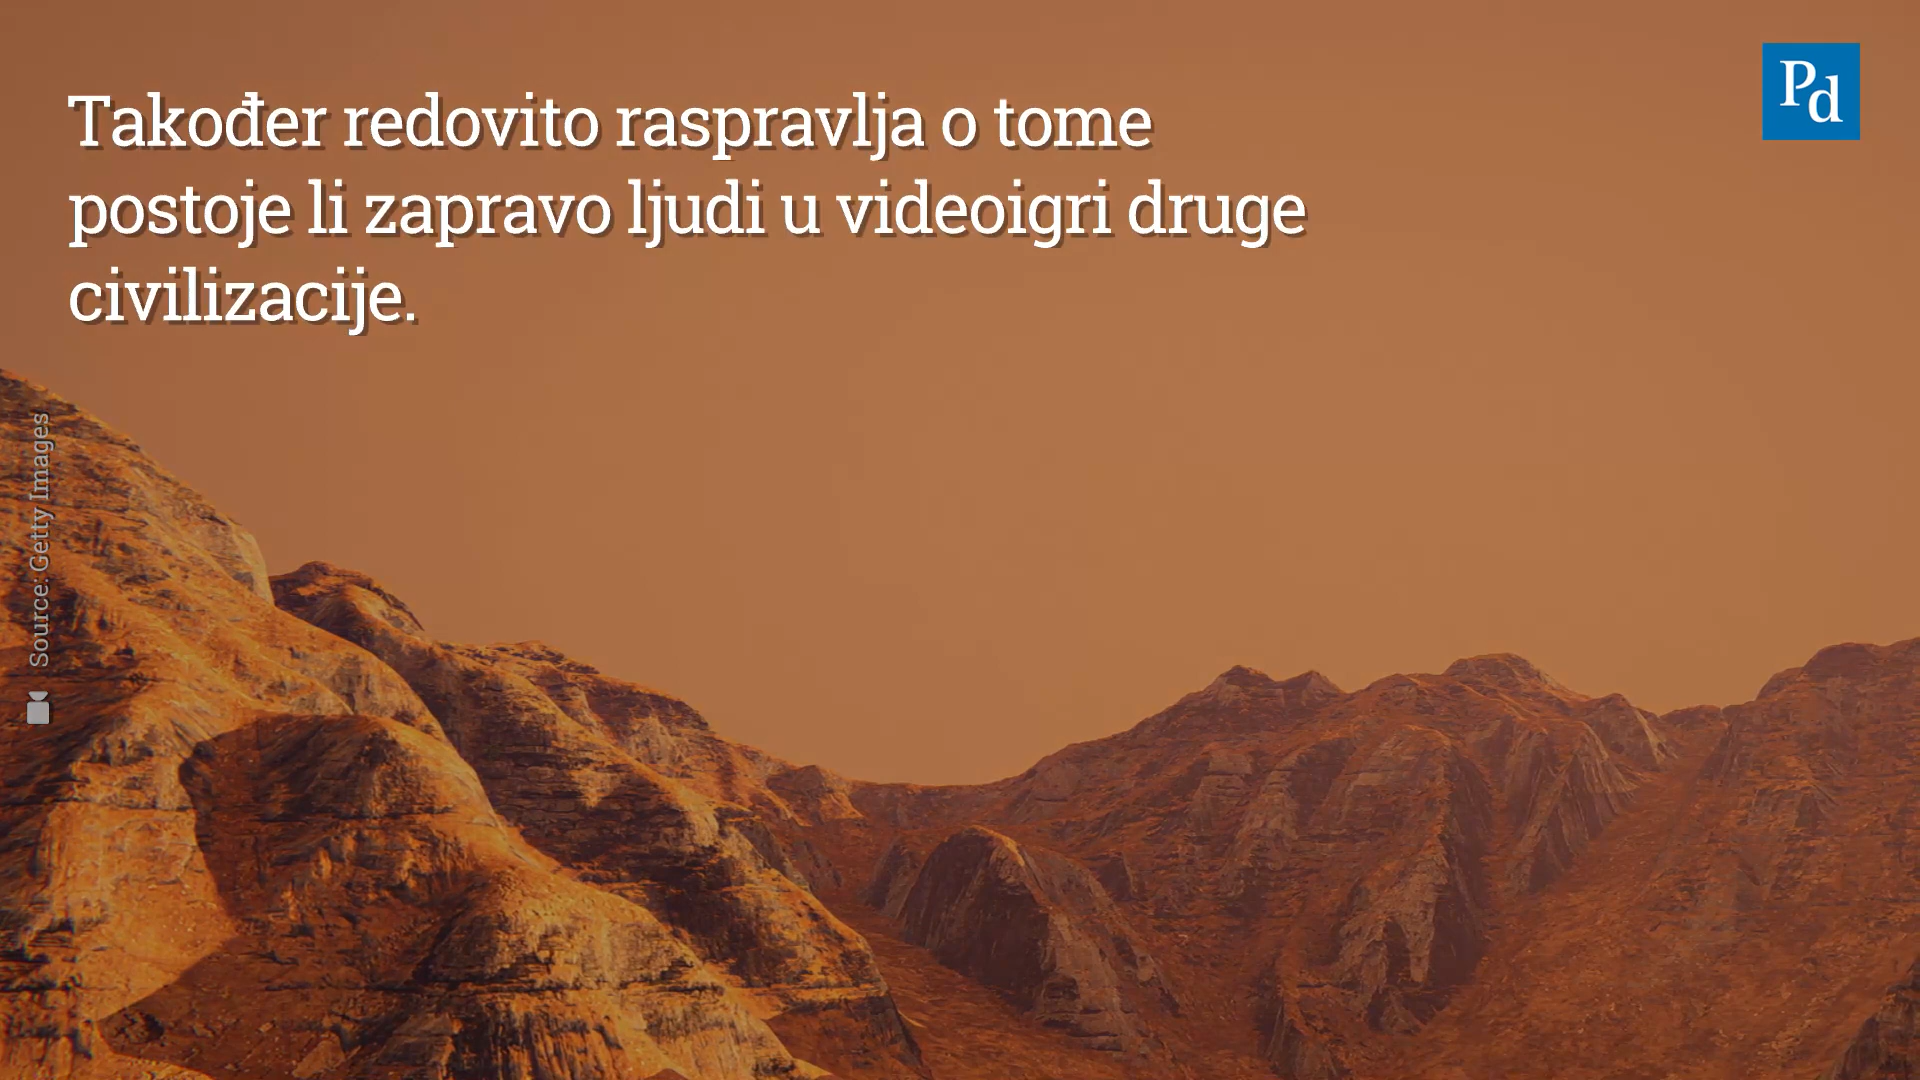 Također redovito raspravlja o tome
postoje li zapravo ljudi u videoigri druge
civilizacije.
Pd
Source: Getty Images